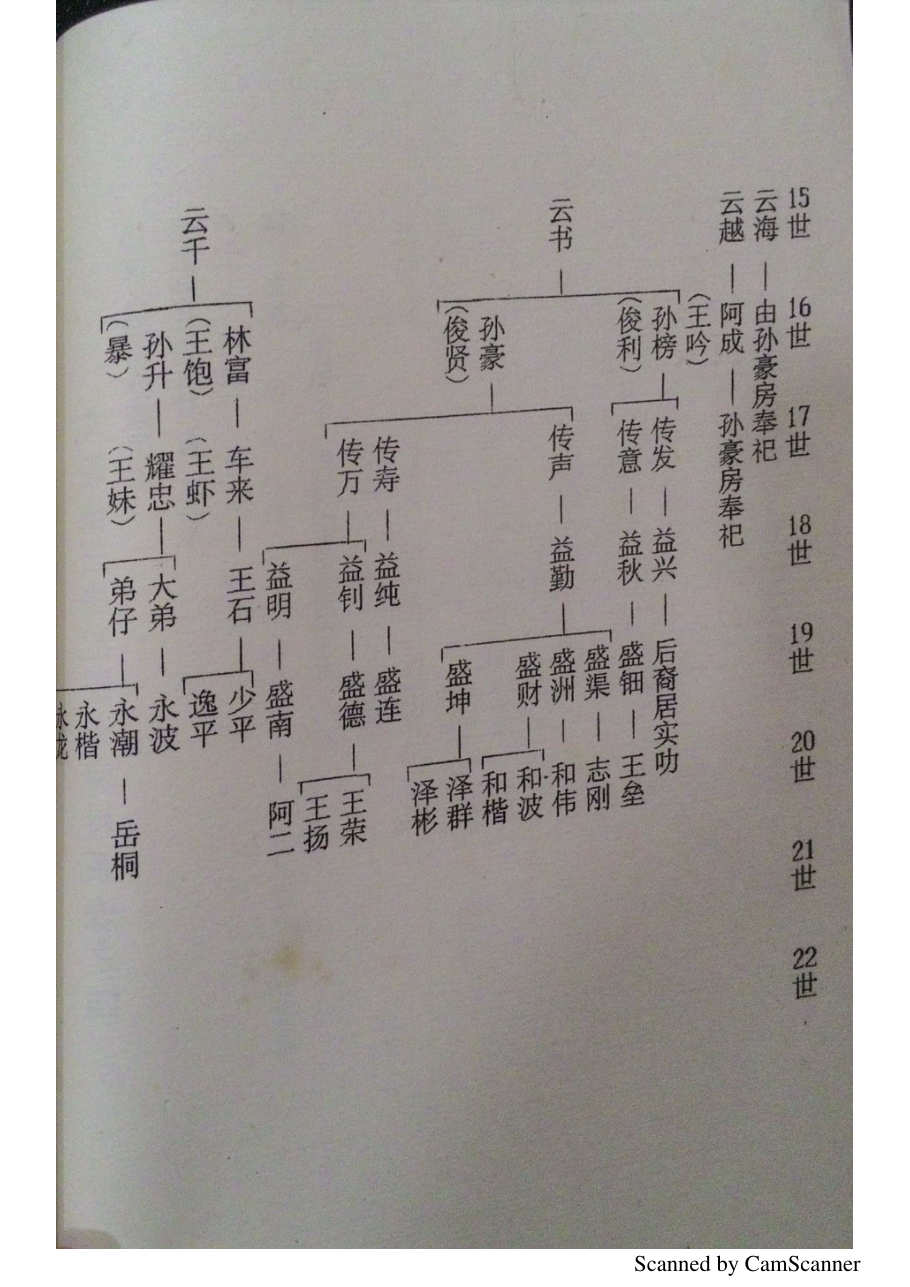 15世
16世
17世
18世
19世
20世
21世
22世
云海—由孙豪房奉祀
云越—阿成—孙豪房奉祀
(王吟)
云书
孙榜
(俊利)
传发—益兴—后裔居实叻
传意—益秋—盛钿—王垒
孙豪
(俊贤)
传声—益勤
盛渠—志刚
盛洲—和伟
盛财
和波
和楷
盛坤
泽群
泽彬
传寿—益纯—盛连
传万
益钊—盛德
王荣
王扬
益明—盛南—阿二
云千
林富—车来—王石
(王饱)
(王虾)
少平
逸平
孙升—耀忠
(暴)
(王妹)
大弟—永波
弟仔
永潮—岳桐
永楷
Scanned by CamScanner